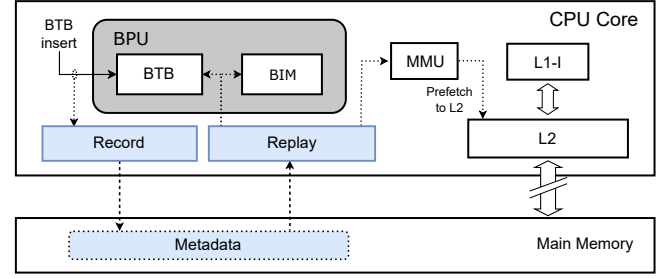 CPU Core
BTB
insert
BPU
BTB
BIM
MMU
L1-I
Prefetch
to L2
L2
Record
Replay
Metadata
Main Memory